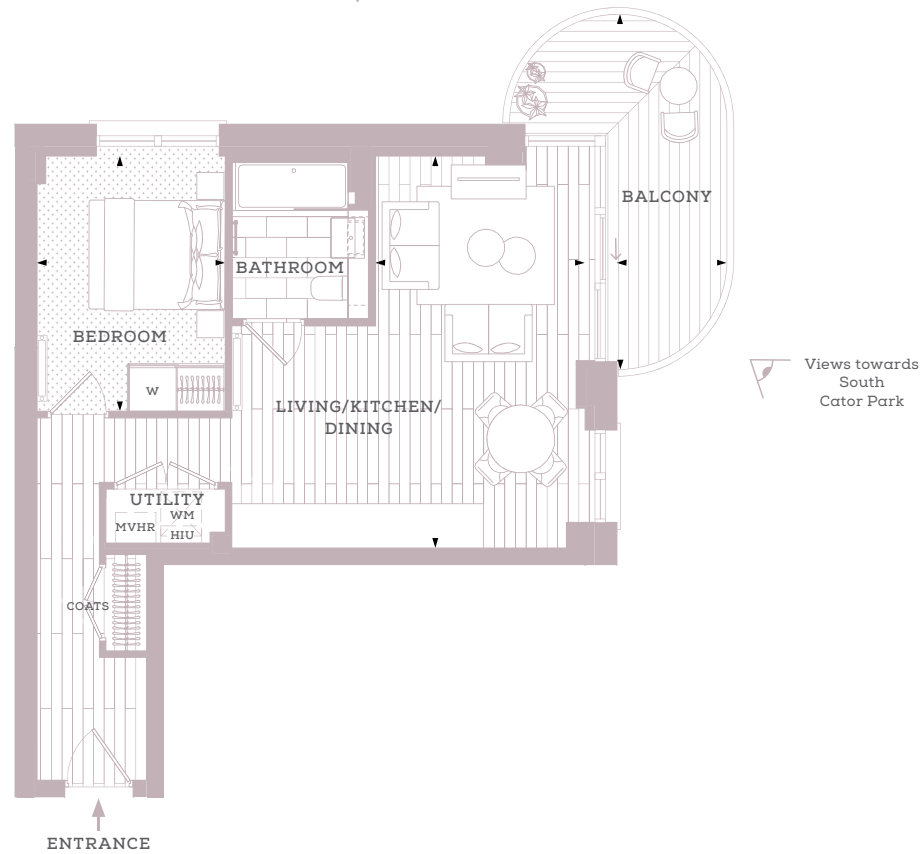 BALCONY
BATHROOM
BEDROOM
Views towards
South
Cator Park
W
LIVING/KITCHEN/
DINING
UTILITY
WM
MVHR
HIU
COATS
ENTRANCE